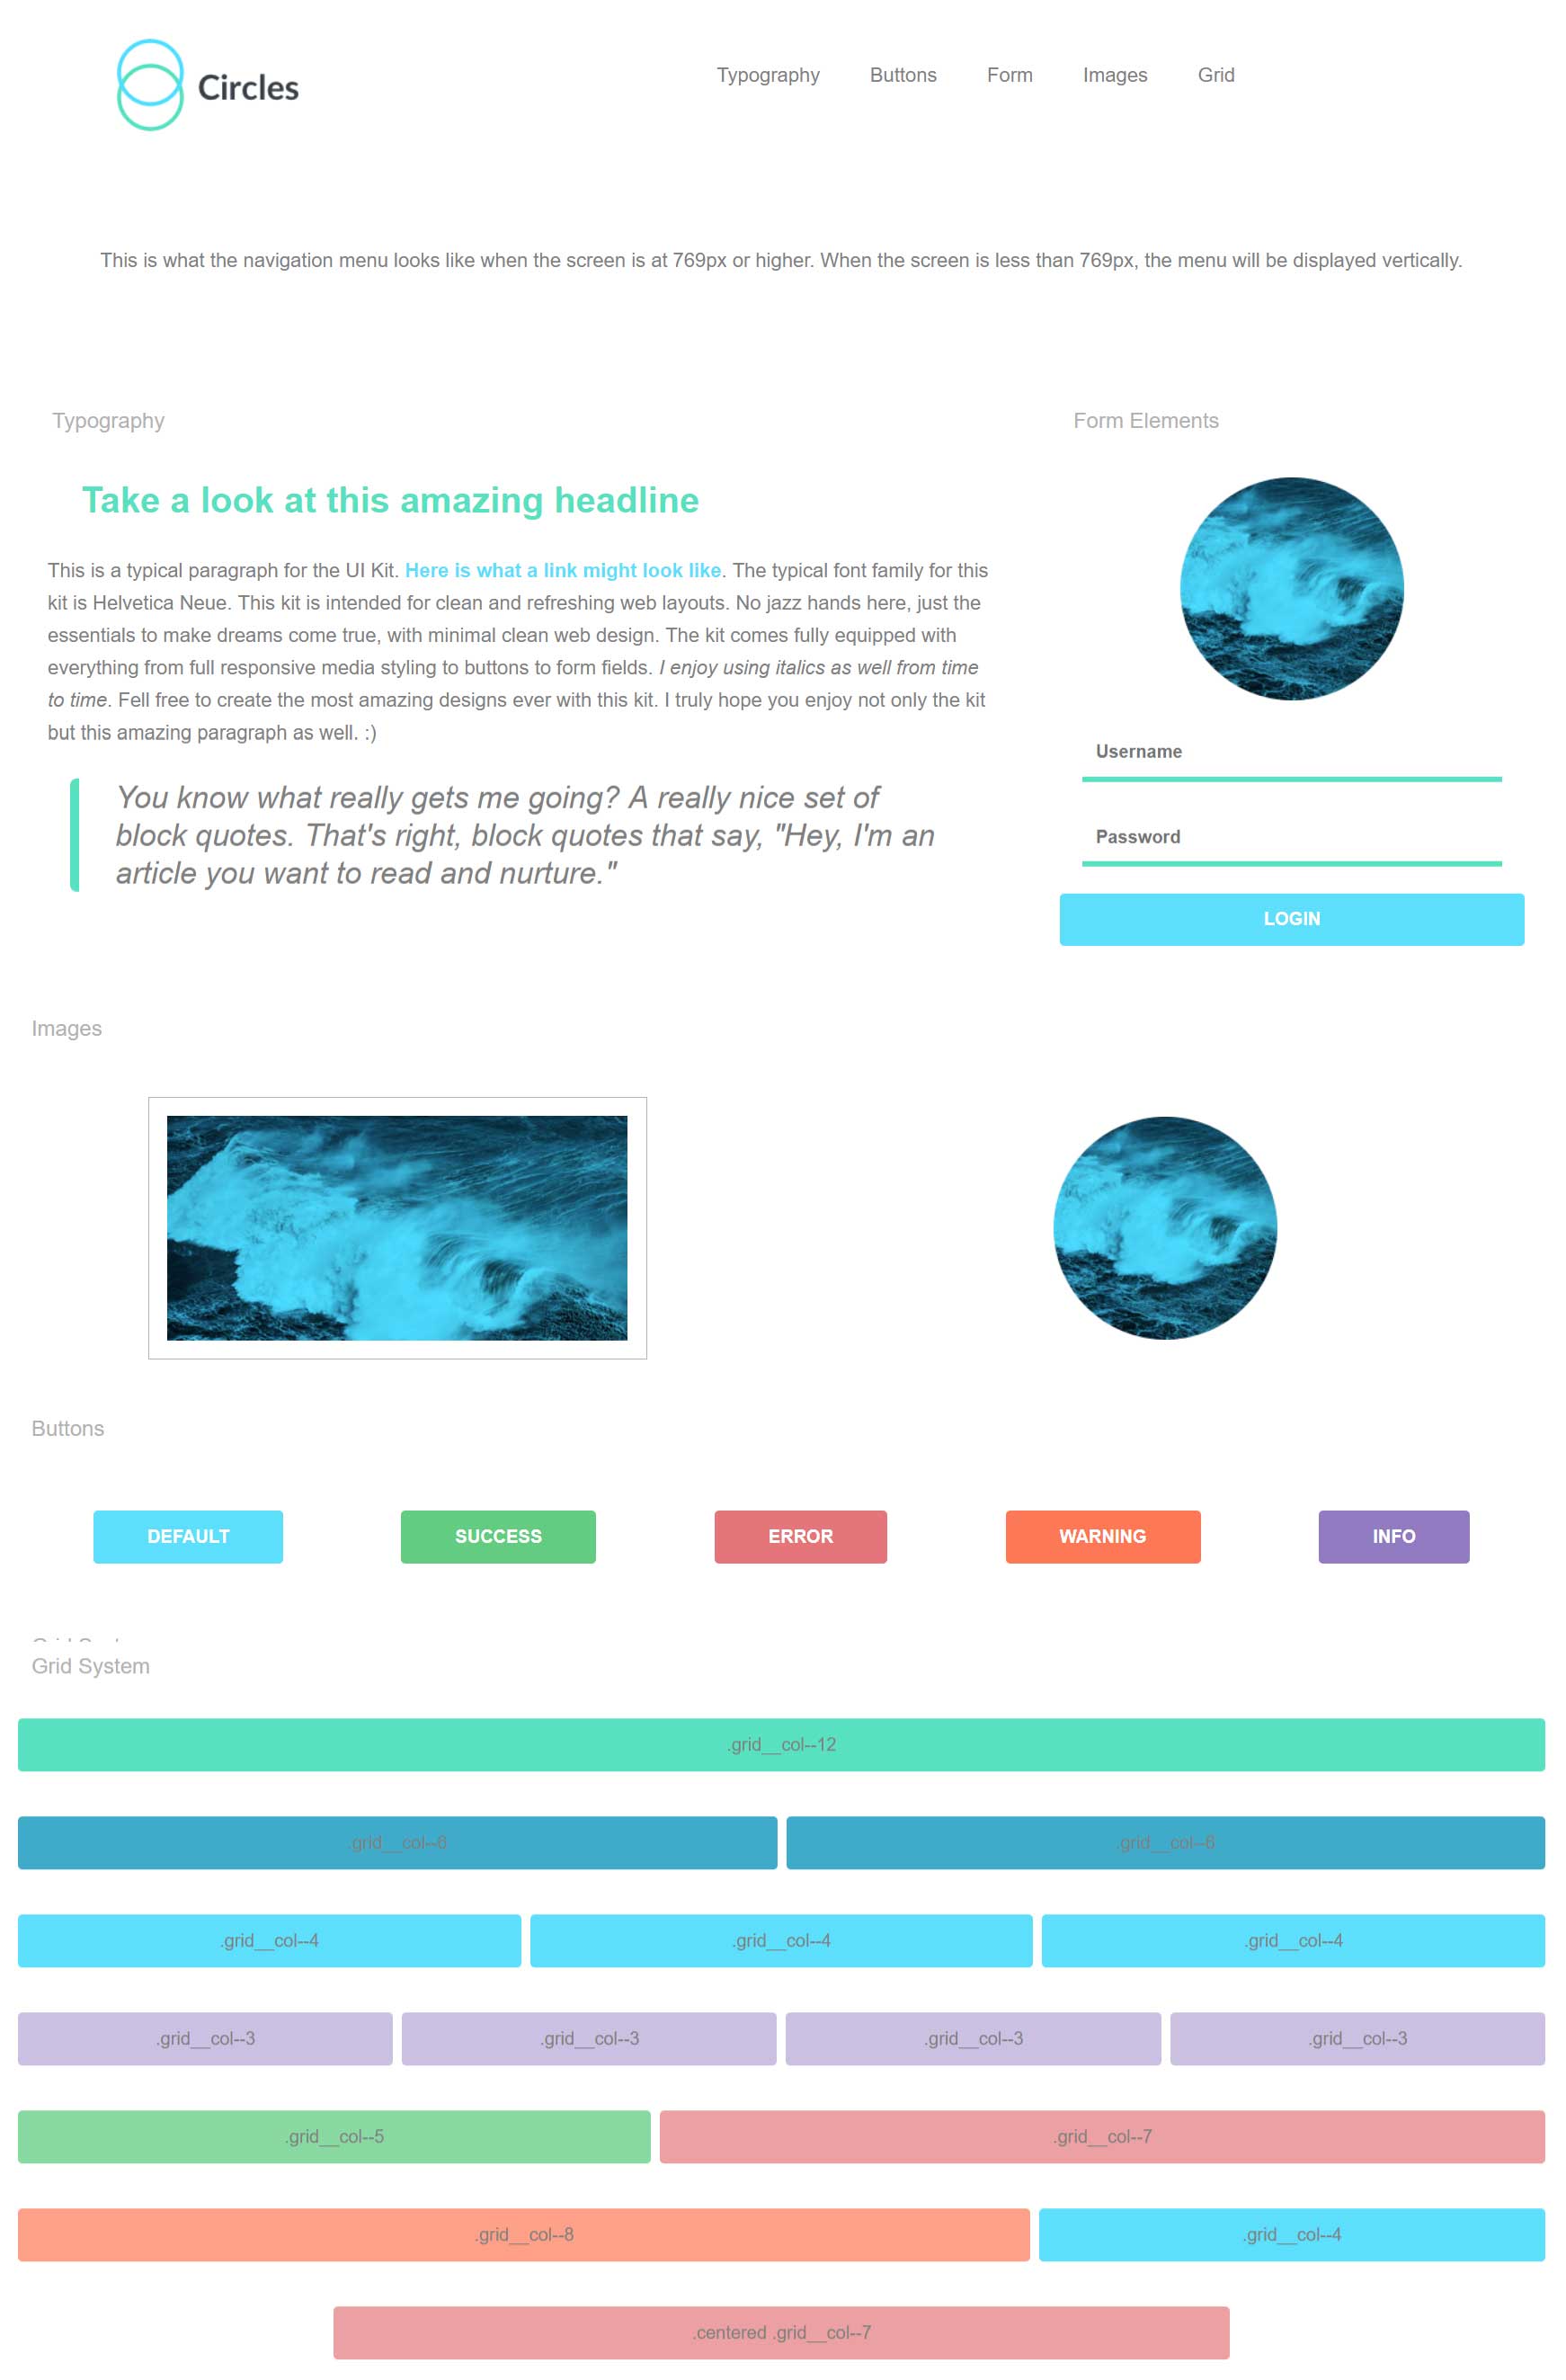 Circles
Typography Buttons Form Images Grid
This is what the navigation menu looks like when the screen is at 769px or higher. When the screen is less than 769px, the menu will be displayed vertically.
Typography
Take a look at this amazing headline
This is a typical paragraph for the UI Kit. Here is what a link might look like. The typical font family for this
kit is Helvetica Neue. This kit is intended for clean and refreshing web layouts. No jazz hands here, just the
essentials to make dreams come true, with minimal clean web design. The kit comes fully equipped with
everything from full responsive media styling to buttons to form fields. I enjoy using italics as well from time
to time. Fell free to create the most amazing designs ever with this kit. I truly hope you enjoy not only the kit
but this amazing paragraph as well. :)
You know what really gets me going? A really nice set of
block quotes. That's right, block quotes that say, "Hey, I'm an
article you want to read and nurture."
Form Elements
Username
Password
LOGIN
Images
Buttons
DEFAULT SUCCESS ERROR WARNING INFO
Grid System
.grid__col--12
.grid__col--6 .grid__col--6
.grid__col--4 .grid__col--4 .grid__col--4
.grid__col--3 .grid__col--3 .grid__col--3 .grid__col--3
.grid__col--5 .grid__col--7
.grid__col--8 .grid__col--4
.centered .grid__col--7